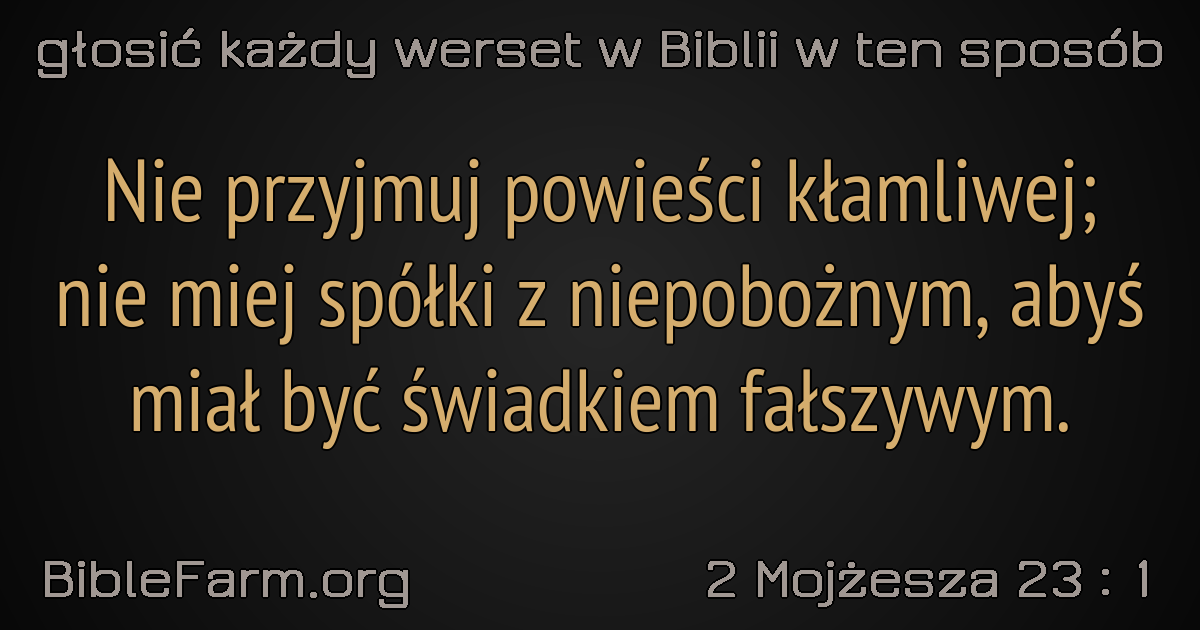 głosić każdy werset w Biblii w ten sposób
Nie przyjmuj powieści kłamliwej;
nie miej spółki z niepobożnym, abyś
miał być świadkiem fałszywym.
BibleFarm.org
2 Mojżesza 23 : 1